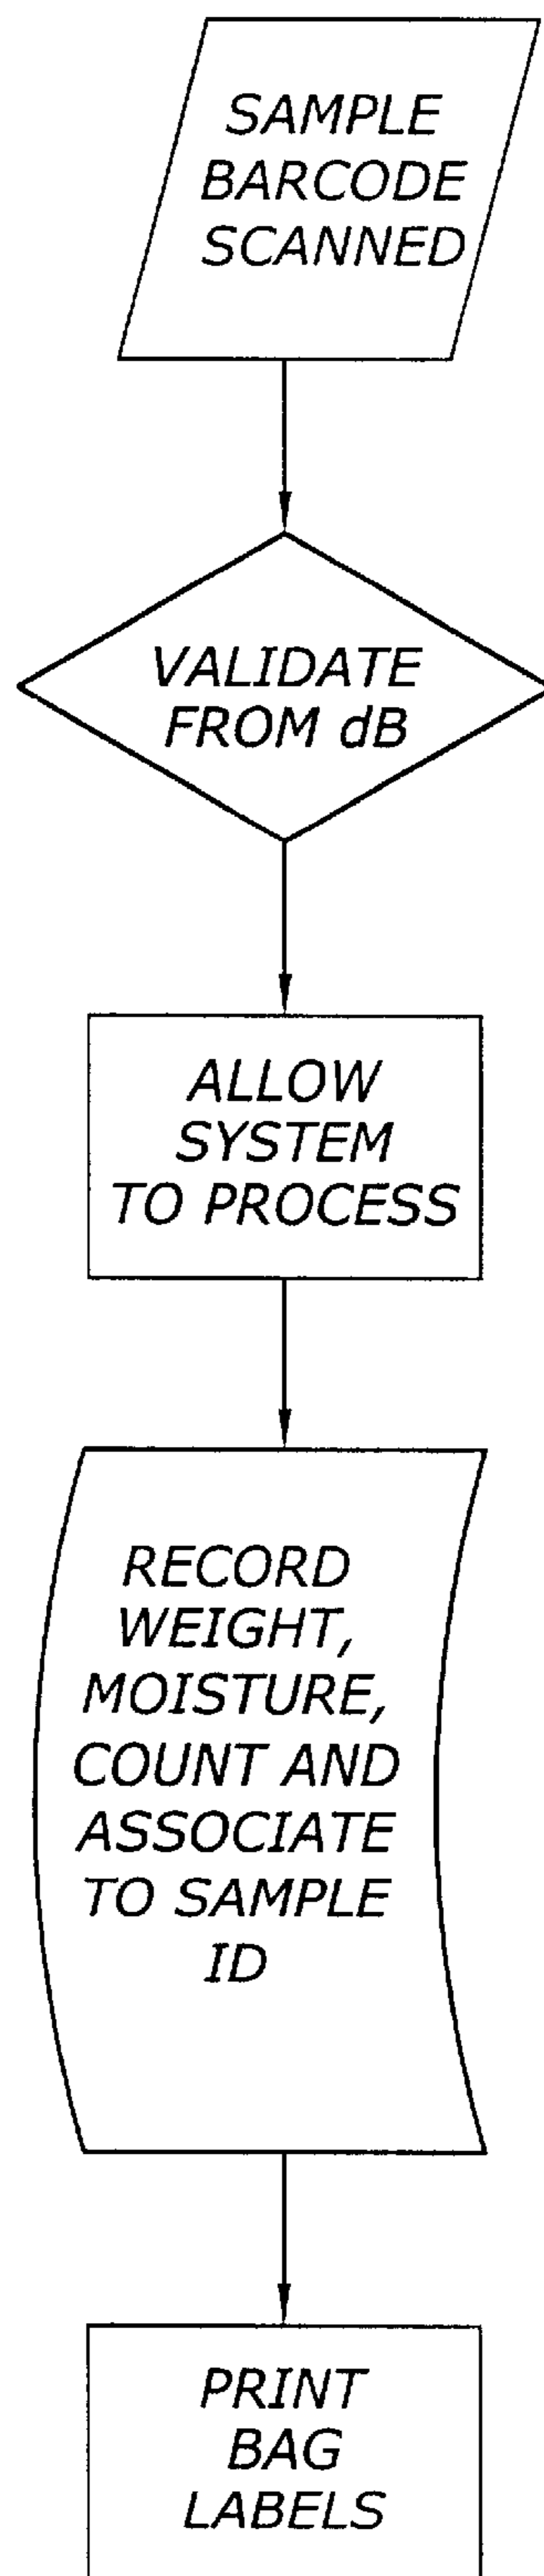 SAMPLE
BARCODE
SCANNED
VALIDATE
FROM dB
ALLOW
SYSTEM
TO PROCESS
RECORD
WEIGHT,
MOISTURE,
COUNT AND
ASSOCIATE
TO SAMPLE
ID
PRINT
BAG
LABELS